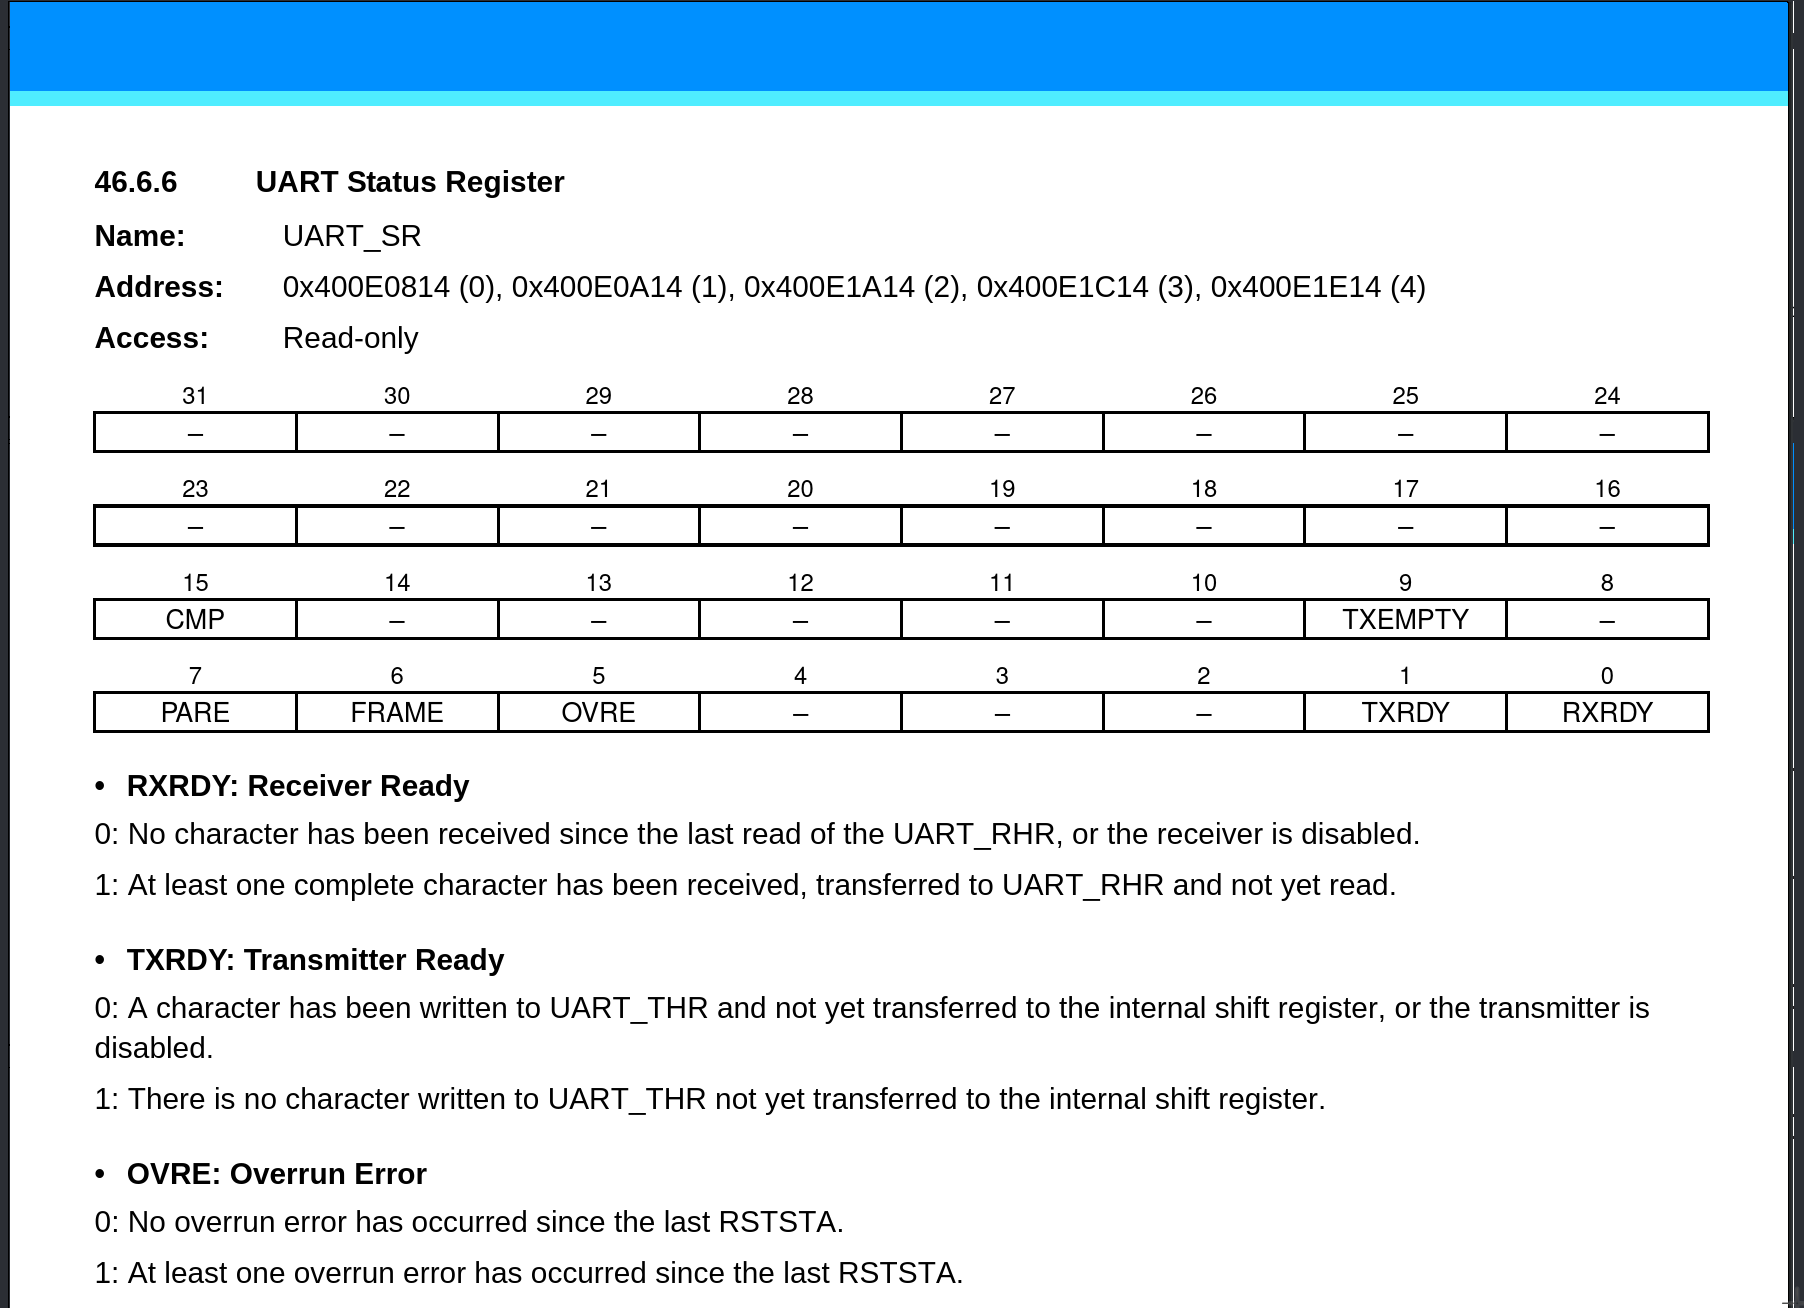 46.6.6 UART Status Register
Name: UART_SR
Address: 0x400E0814 (0), 0x400E0A14 (1), 0x400E1A14 (2), 0x400E1C14 (3), 0x400E1E14 (4)
Access: Read-only
31 30 29 28 27 26 25 24
– – – – – – – –
23 22 21 20 19 18 17 16
– – – – – – – –
15 14 13 12 11 10 9 8
CMP – – – – – TXEMPTY –
7 6 5 4 3 2 1 0
PARE FRAME OVRE – – – TXRDY RXRDY
• RXRDY: Receiver Ready
0: No character has been received since the last read of the UART_RHR, or the receiver is disabled.
1: At least one complete character has been received, transferred to UART_RHR and not yet read.
• TXRDY: Transmitter Ready
0: A character has been written to UART_THR and not yet transferred to the internal shift register, or the transmitter is
disabled.
1: There is no character written to UART_THR not yet transferred to the internal shift register.
• OVRE: Overrun Error
0: No overrun error has occurred since the last RSTSTA.
1: At least one overrun error has occurred since the last RSTSTA.